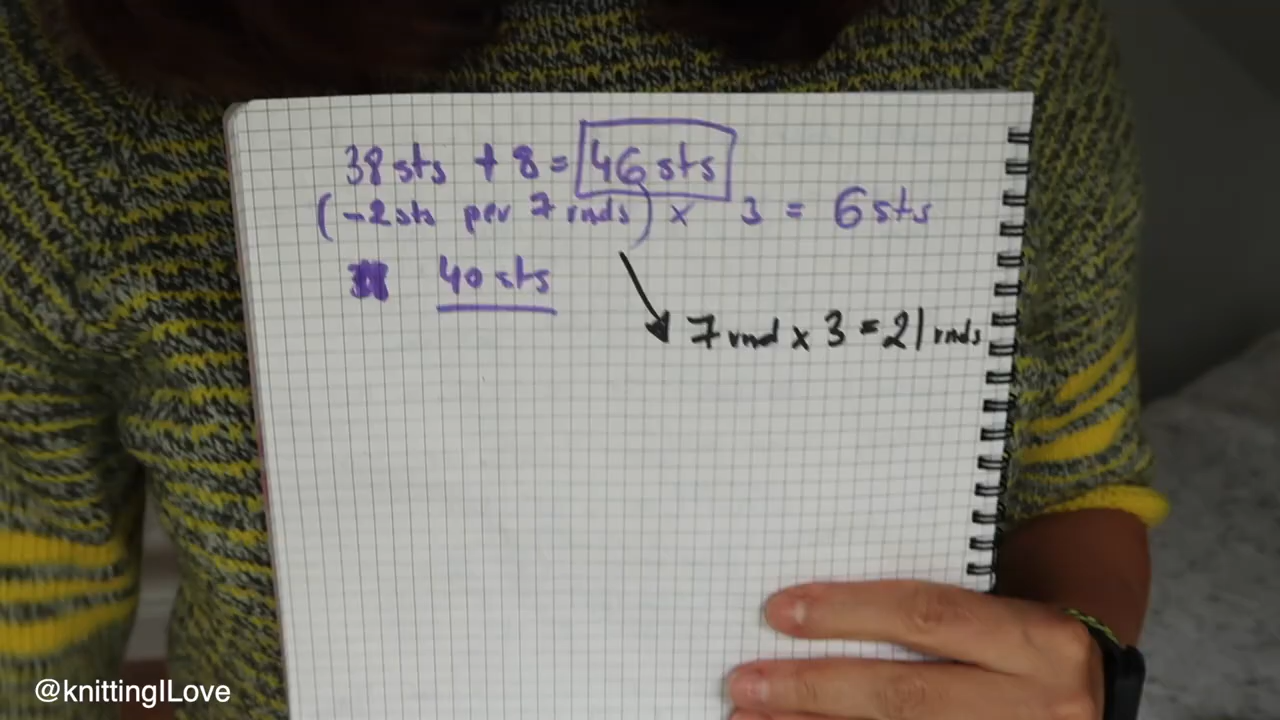 38 sts + 8 = 46 sts
(-2 sts per 7 rnds) x 3 = 6 sts
40 sts
7 rnd x 3 = 21 rnds
@knittingILove